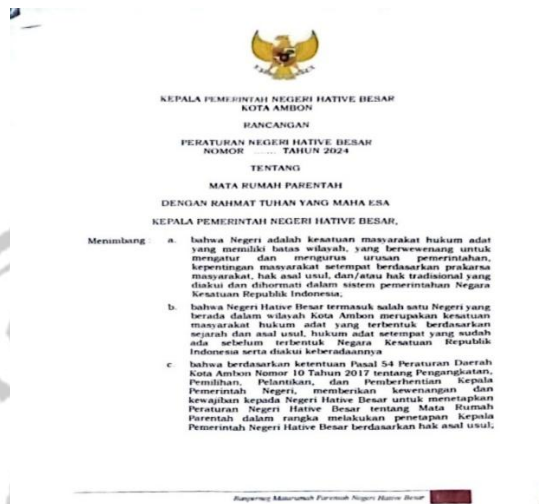 KEPALA PEMERINTAH NEGERI HATIVE BESAR
KOTA AMBON
RANCANGAN
PERATURAN NEGERI HATIVE BESAR
NOMOR ...... TAHUN 2024
TENTANG
MATA RUMAH PARENTAH
DENGAN RAHMAT TUHAN YANG MAHA ESA
KEPALA PEMERINTAH NEGERI HATIVE BESAR,
Menimbang : a. bahwa Negeri adalah kesatuan masyarakat hukum adat
yang memiliki batas wilayah, yang berwewenang untuk
mengatur dan mengurus urusan pemerintahan,
kepentingan masyarakat setempat berdasarkan prakarsa
masyarakat, hak asal usul, dan/atau hak tradisional yang
diakui dan dihormati dalam sistem pemerintahan Negara
Kesatuan Republik Indonesia,
b. bahwa Negeri Hative Besar termasuk salah satu Negeri yang
berada dalam wilayah Kota Ambon merupakan kesatuan
masyarakat hukum adat yang terbentuk berdasarkan
sejarah dan asal usul, hukum adat setempat yang sudah
ada sebelum terbentuk Negara Kesatuan Republik
Indonesia serta diakui keberadaannya
c bahwa berdasarkan ketentuan Pasal 54 Peraturan Daerah
Kota Ambon Nomor 10 Tahun 2017 tentang Pengangkatan,
Pemilihan, Pelantikan, dan Pemberhentian Kepala
Pemerintah Negeri, memberikan kewenangan dan
kewajiban kepada Negeri Hative Besar untuk menetapkan
Peraturan Negeri Hative Besar tentang Mata Rumah
Parentah dalam rangka melakukan penetapan Kepala
Pemerintah Negeri Hative Besar berdasarkan hak asal usul;
Negeri Hative Besar